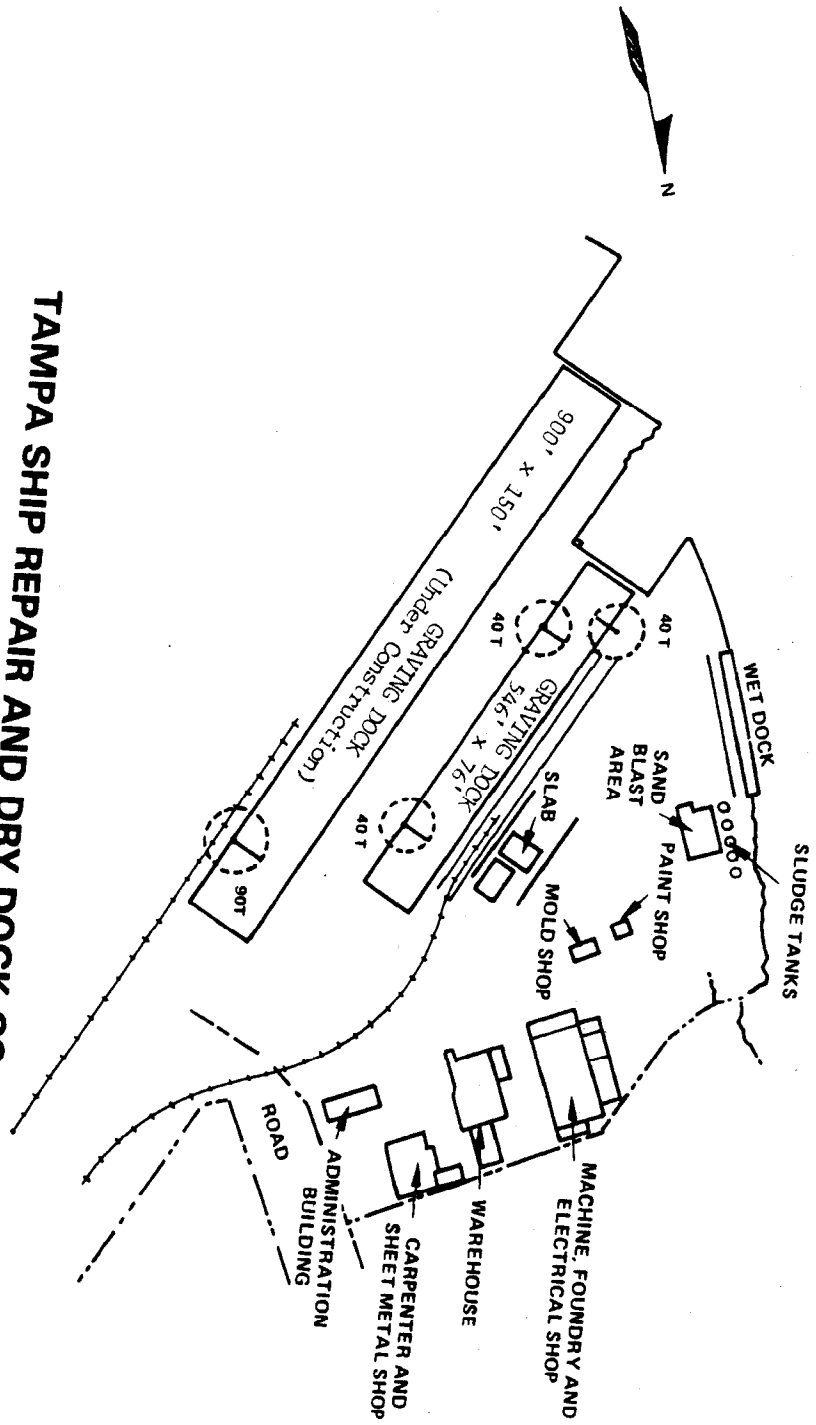 N
900' x 150'
GRAVING DOCK
(Under Construction)
40 T
40 T
GRAVING DOCK
546' x 76'
40 T
90T
WET DOCK
SLUDGE TANKS
SAND
BLAST
AREA
PAINT SHOP
SLAB
MOLD SHOP
MACHINE, FOUNDRY AND
ELECTRICAL SHOP
WAREHOUSE
CARPENTER AND
SHEET METAL SHOP
ADMINISTRATION
BUILDING
ROAD
TAMPA SHIP REPAIR AND DRY DOCK